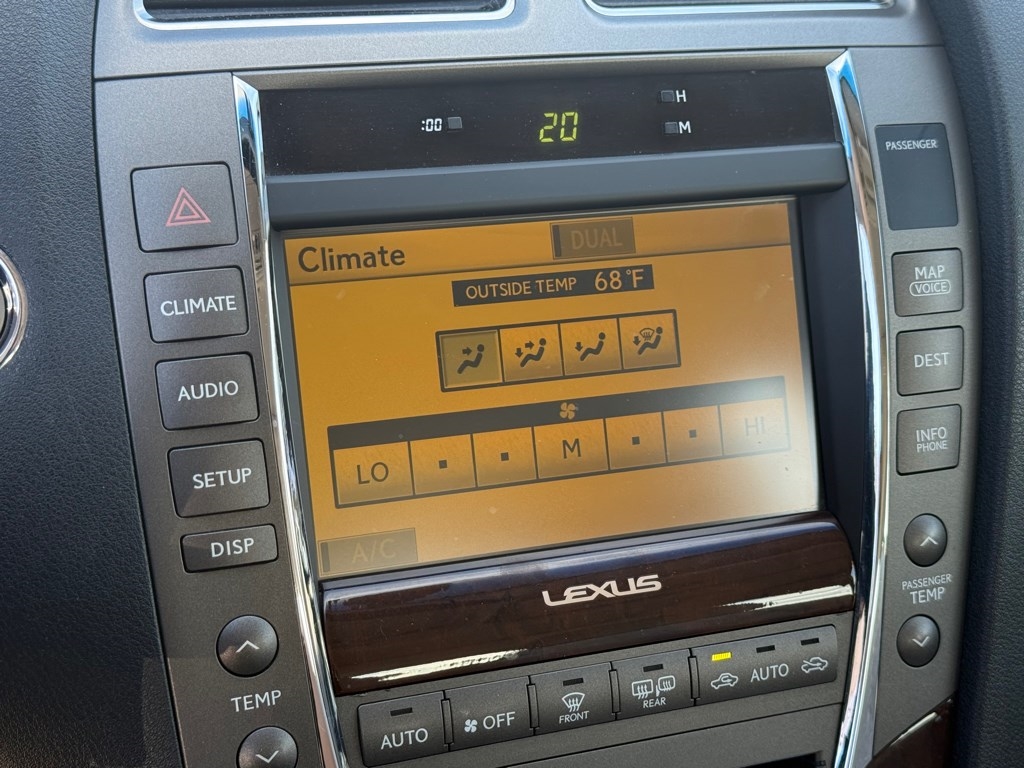 :00
20
H
M
PASSENGER
Climate
DUAL
OUTSIDE TEMP 68°F
CLIMATE
AUDIO
SETUP
DISP
LO
M
HI
A/C
MAP
VOICE
DEST
INFO
PHONE
LEXUS
TEMP
PASSENGER
TEMP
AUTO
OFF
FRONT
REAR
AUTO